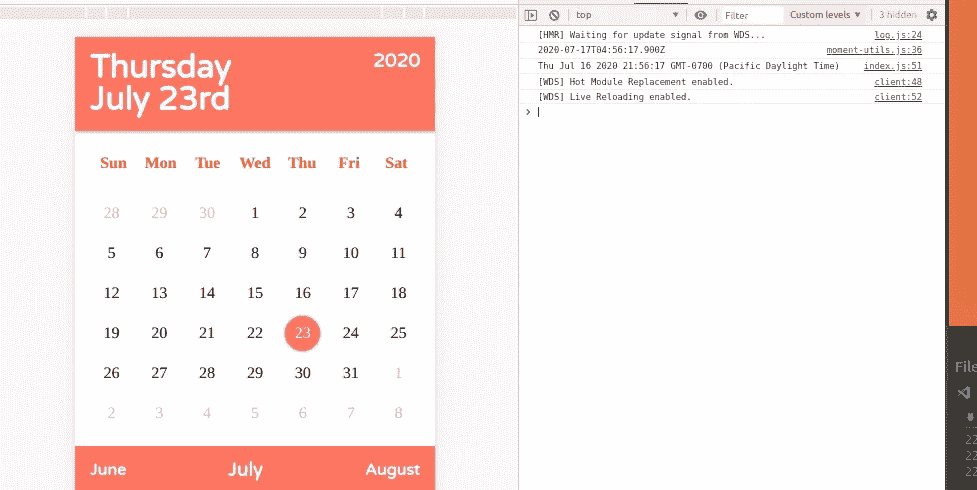 Thursday
July 23rd
2020
Sun Mon Tue Wed Thu Fri Sat
28 29 30 1 2 3 4
5 6 7 8 9 10 11
12 13 14 15 16 17 18
19 20 21 22 23 24 25
26 27 28 29 30 31 1
2 3 4 5 6 7 8
June July August
top Filter Custom levels 3 hidden
[HMR] Waiting for update signal from WDS... log.js:24
2020-07-17T04:56:17.900Z moment-utils.js:36
Thu Jul 16 2020 21:56:17 GMT-0700 (Pacific Daylight Time) index.js:51
[WDS] Hot Module Replacement enabled. client:48
[WDS] Live Reloading enabled. client:52
File